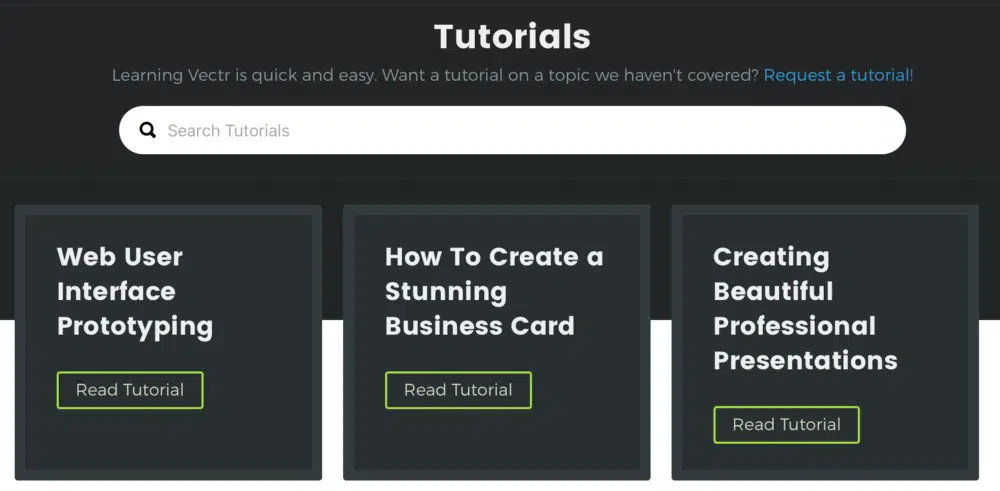 Tutorials
Learning Vectr is quick and easy. Want a tutorial on a topic we haven't covered? Request a tutorial!
Search Tutorials
Web User
Interface
Prototyping
Read Tutorial
How To Create a
Stunning
Business Card
Read Tutorial
Creating
Beautiful
Professional
Presentations
Read Tutorial